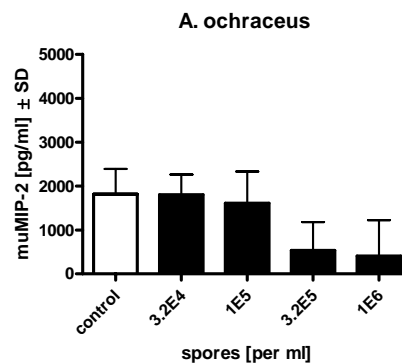 A. ochraceus
muMIP-2 [pg/ml] ± SD
5000
4000
3000
2000
1000
0
control
3.2E4
1E5
3.2E5
1E6
spores [per ml]